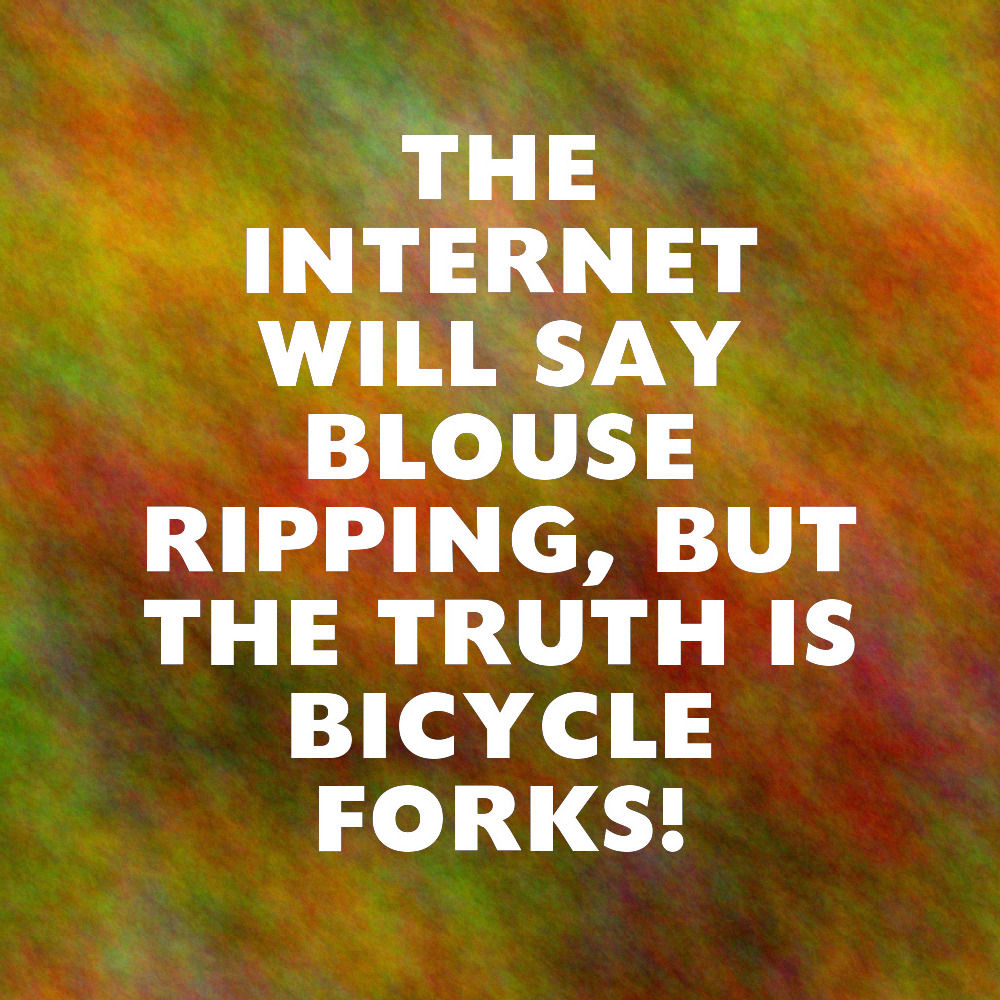 THE
INTERNET
WILL SAY
BLOUSE
RIPPING, BUT
THE TRUTH IS
BICYCLE
FORKS!